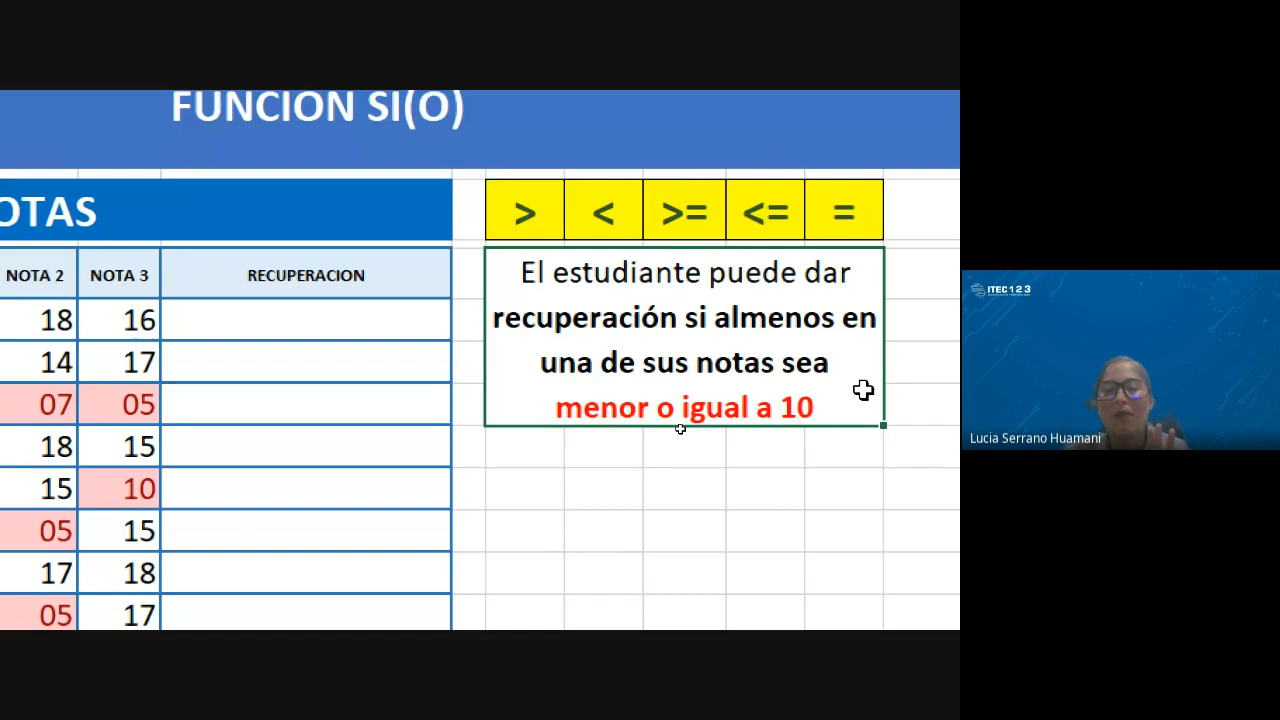 FUNCION SI(O)
OTAS
> < >= <= =
NOTA 2 NOTA 3 RECUPERACION
El estudiante puede dar
recuperación si almenos en
una de sus notas sea
menor o igual a 10
18 16
14 17
07 05
18 15
15 10
05 15
17 18
05 17
ITEC 1 2 3
Lucia Serrano Huamani